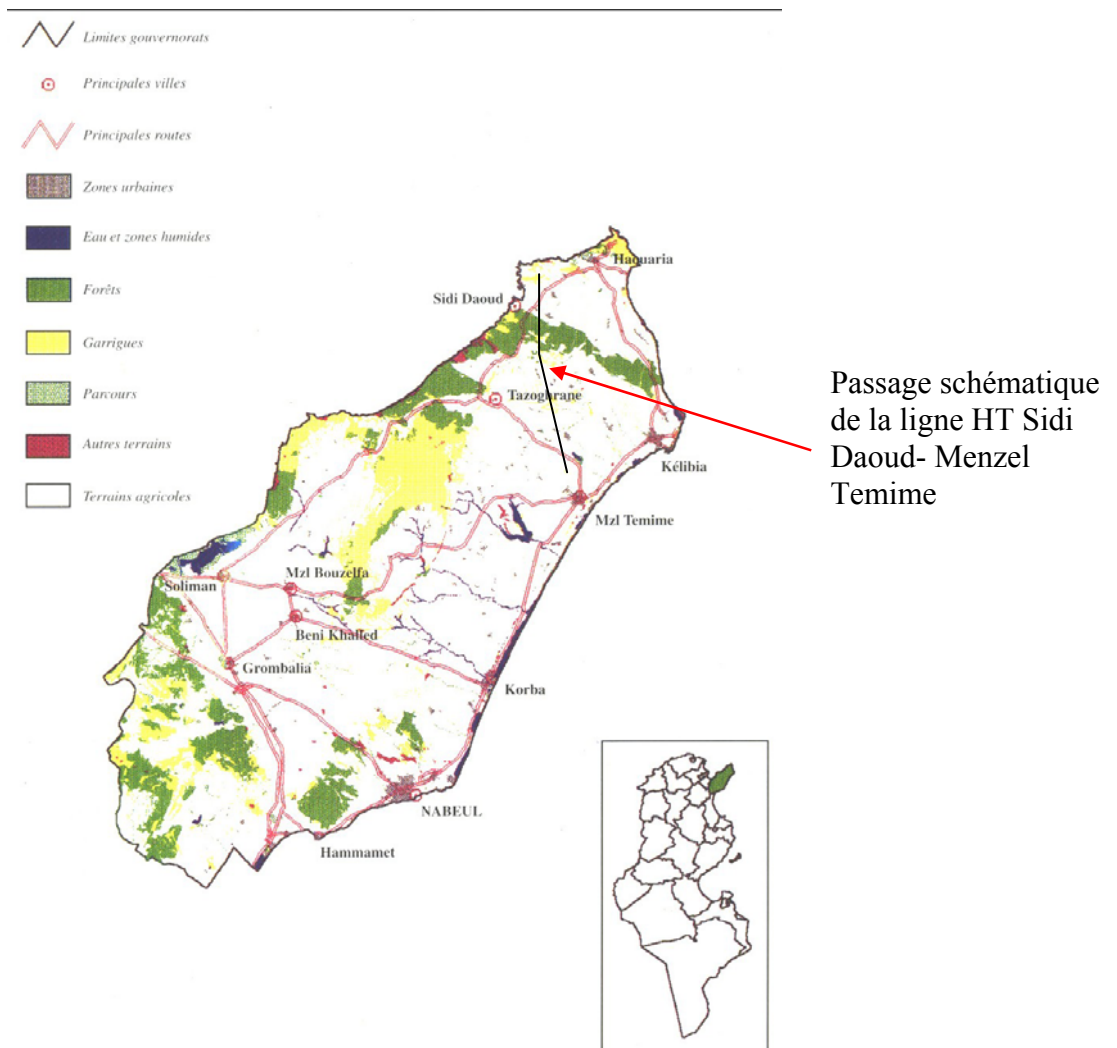 Limites gouvernorats
Principales villes
Principales routes
Zones urbaines
Eau et zones humides
Forêts
Garrigues
Parcours
Autres terrains
Terrains agricoles
Haouaria
Sidi Daoud
Tazoghrane
Kélibia
Mzl Temime
Mzl Bouzelfa
Soliman
Beni Khalled
Grombalia
Korba
NABEUL
Hammamet
Passage schématique
de la ligne HT Sidi
Daoud- Menzel
Temime